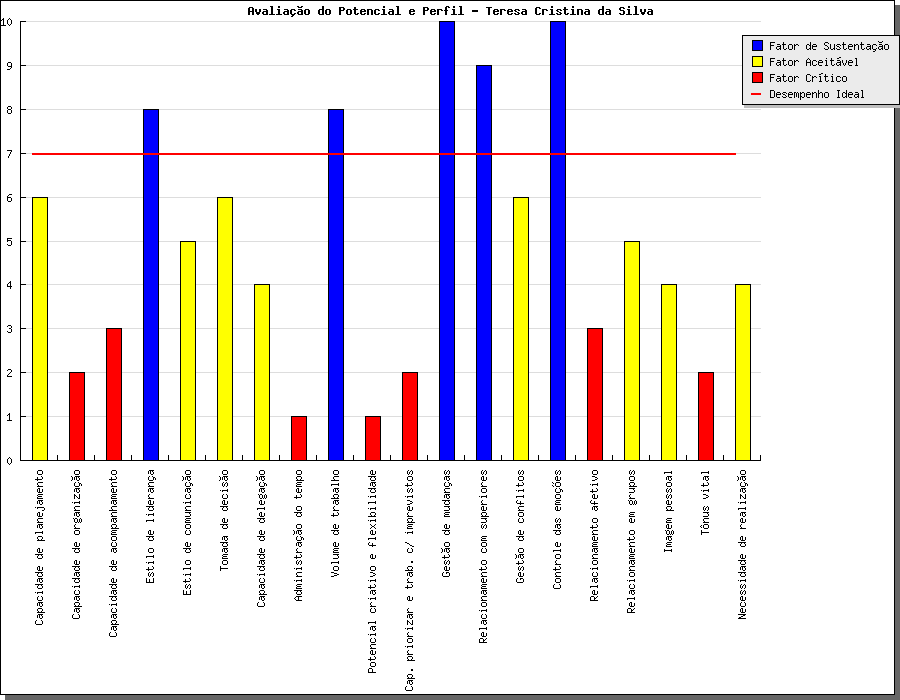 Avaliação do Potencial e Perfil - Teresa Cristina da Silva
Fator de Sustentação
Fator Aceitável
Fator Crítico
Desempenho Ideal
10
9
8
7
6
5
4
3
2
1
0
Capacidade de planejamento
Capacidade de organização
Capacidade de acompanhamento
Estilo de liderança
Estilo de comunicação
Tomada de decisão
Capacidade de delegação
Administração do tempo
Volume de trabalho
Potencial criativo e flexibilidade
Cap. priorizar e trab. c/ imprevistos
Gestão de mudanças
Relacionamento com superiores
Gestão de conflitos
Controle das emoções
Relacionamento afetivo
Relacionamento em grupos
Imagem pessoal
Tônus vital
Necessidade de realização